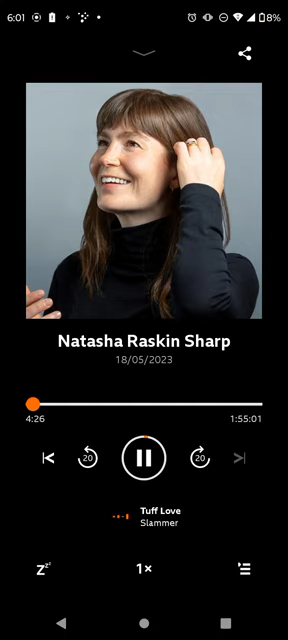 6:01
8%
Natasha Raskin Sharp
18/05/2023
4:26
1:55:01
20
20
Tuff Love
Slammer
Zzz
1×